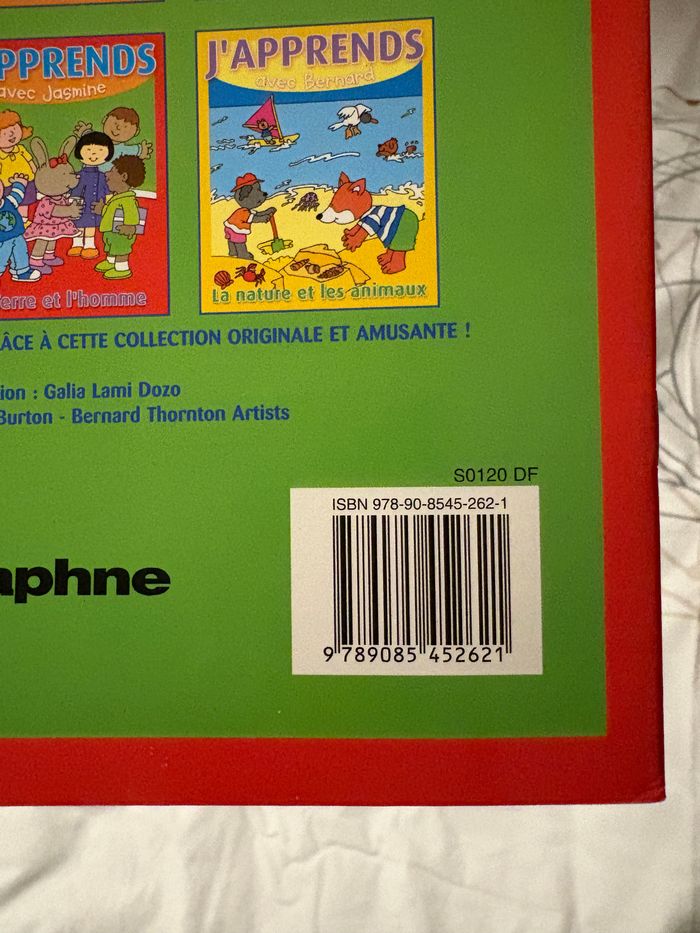 PPRENDS
avec Jasmine
erre et l'homme
J'APPRENDS
avec Bernard
La nature et les animaux
ÂCE À CETTE COLLECTION ORIGINALE ET AMUSANTE !
ion : Galia Lami Dozo
Burton - Bernard Thornton Artists
S0120 DF
ISBN 978-90-8545-262-1
9 789085 452621
aphne